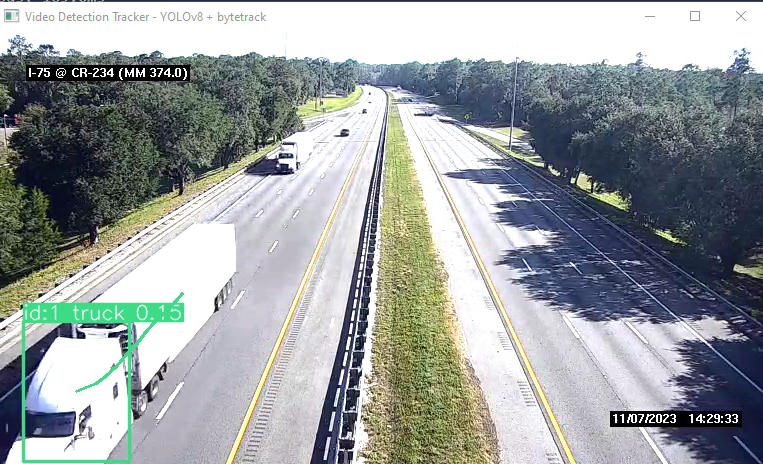 Video Detection Tracker - YOLOv8 + bytetrack
I-75 @ CR-234 (MM 374.0)
id:1 truck 0.15
11/07/2023 14:29:33